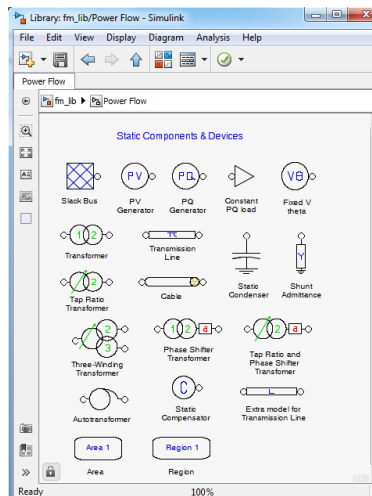 Library: fm_lib/Power Flow - Simulink
File Edit View Display Diagram Analysis Help
Power Flow
fm_lib Power Flow
Static Components & Devices
PV PQ Vθ
Slack Bus PV Generator PQ Generator Constant PQ load Fixed V theta
1 2 π Y
Transformer Transmission Line
Static Condenser Shunt Admittance
1 2
Tap Ratio Transformer Cable
2 3 1 2 a 1 2 a
Three-Winding Transformer Phase Shifter Transformer Tap Ratio and Phase Shifter Transformer
C L
Autotransformer Static Compensator Extra model for Transmission Line
Area 1 Region 1
Area Region
Ready 100%